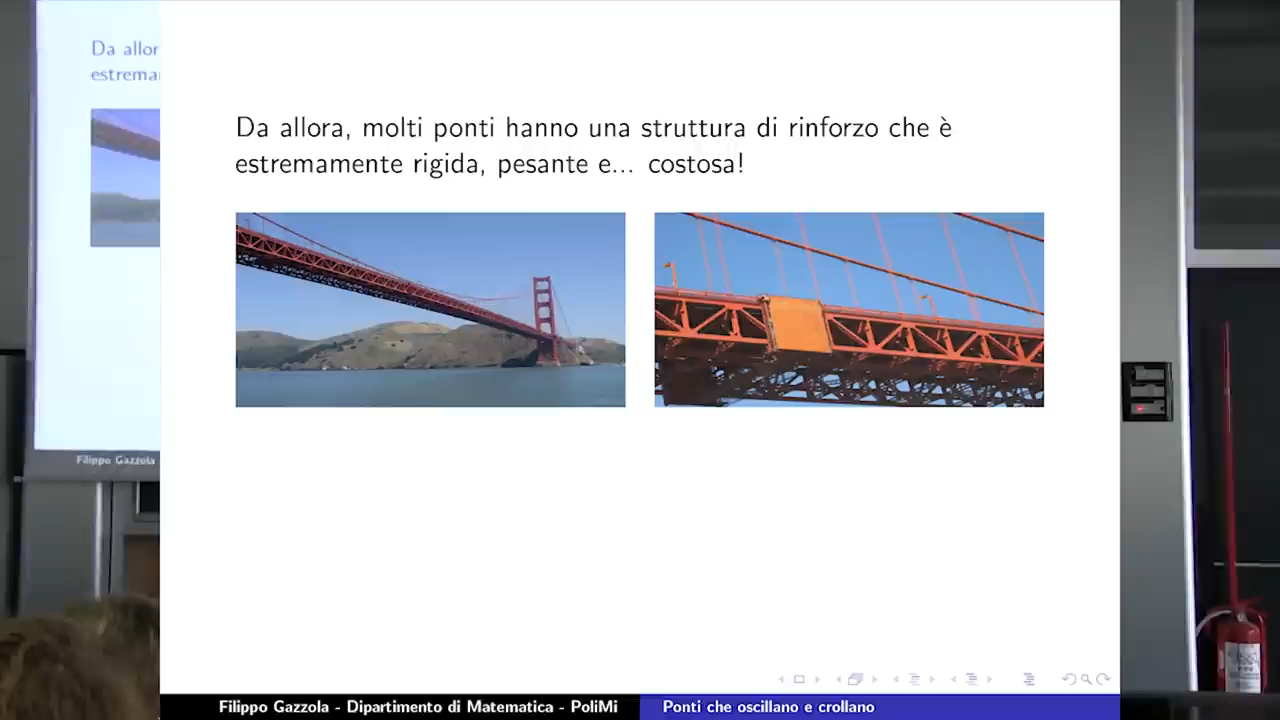 Da allora, molti ponti hanno una struttura di rinforzo che è
estremamente rigida, pesante e... costosa!
Filippo Gazzola - Dipartimento di Matematica - PoliMi
Ponti che oscillano e crollano
Da allor
estrema
Filippo Gazzola